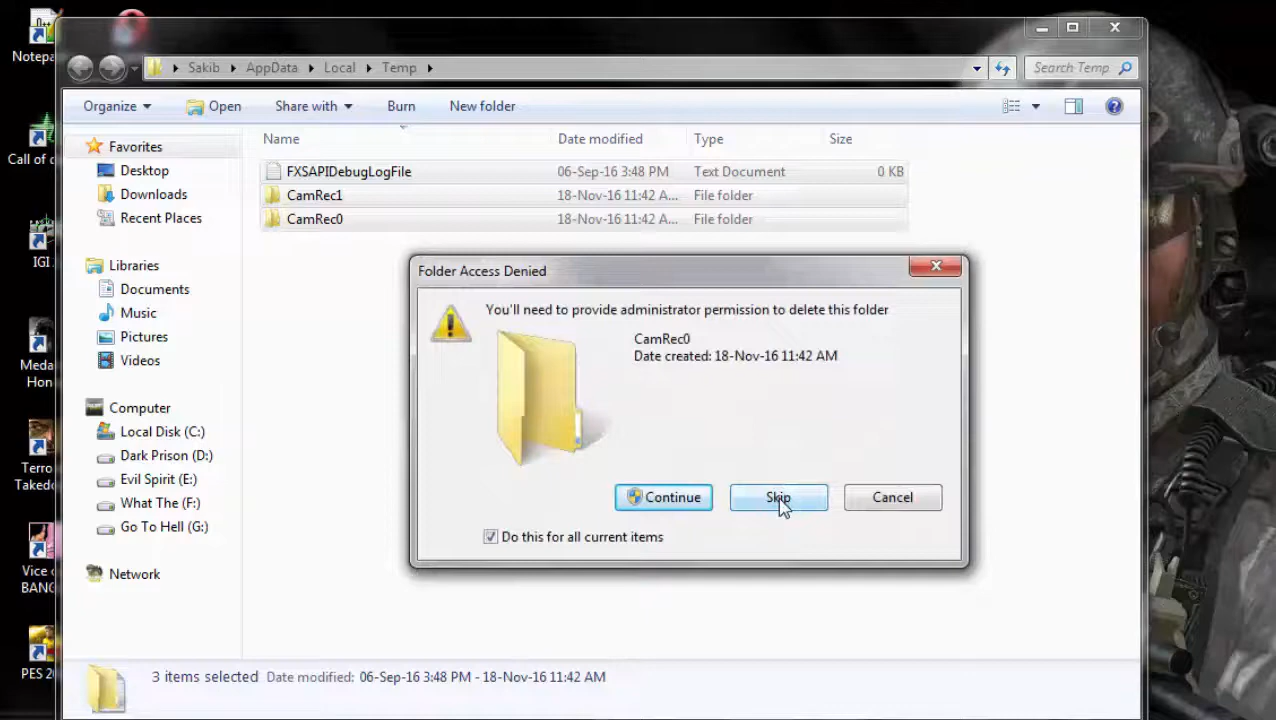 Notepa
Sakib AppData Local Temp
Search Temp
Organize Open Share with Burn New folder
Name Date modified Type Size
Favorites
Desktop
Downloads
Recent Places
Libraries
Documents
Music
Pictures
Videos
Computer
Local Disk (C:)
Dark Prison (D:)
Evil Spirit (E:)
What The (F:)
Go To Hell (G:)
Network
FXSAPIDebugLogFile 06-Sep-16 3:48 PM Text Document 0 KB
CamRec1 18-Nov-16 11:42 A... File folder
CamRec0 18-Nov-16 11:42 A... File folder
Folder Access Denied
You'll need to provide administrator permission to delete this folder
CamRec0
Date created: 18-Nov-16 11:42 AM
Continue Skip Cancel
Do this for all current items
3 items selected Date modified: 06-Sep-16 3:48 PM - 18-Nov-16 11:42 AM
Call of d
IGI
Meda
Hon
Terro
Takedo
Vice c
BANG
PES 20